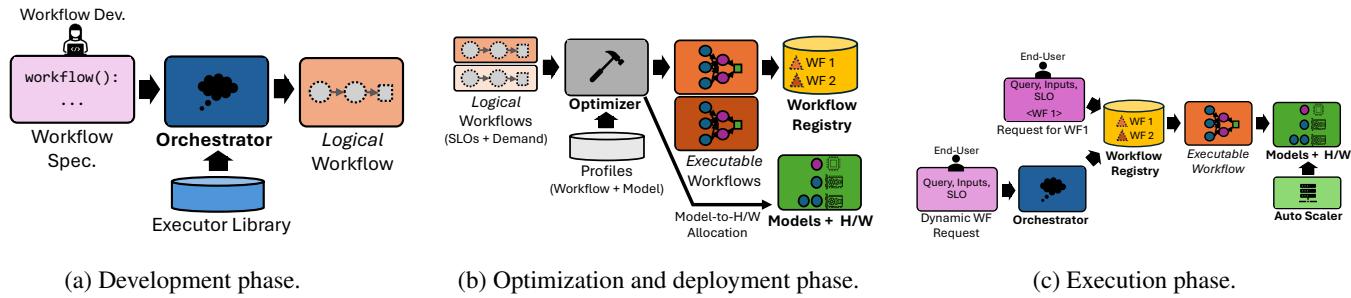 Workflow Dev.
workflow():
...
Workflow
Spec.
Orchestrator
Executor Library
Logical
Workflow
(a) Development phase.
Logical
Workflows
(SLOs + Demand)
Optimizer
Profiles
(Workflow + Model)
Executable
Workflows
WF 1
WF 2
Workflow
Registry
Model-to-H/W
Allocation
Models + H/W
(b) Optimization and deployment phase.
End-User
Query, Inputs,
SLO
<WF 1>
Request for WF1
End-User
Query, Inputs,
SLO
Dynamic WF
Request
Orchestrator
WF 1
WF 2
Workflow
Registry
Executable
Workflow
Models + H/W
Auto Scaler
(c) Execution phase.